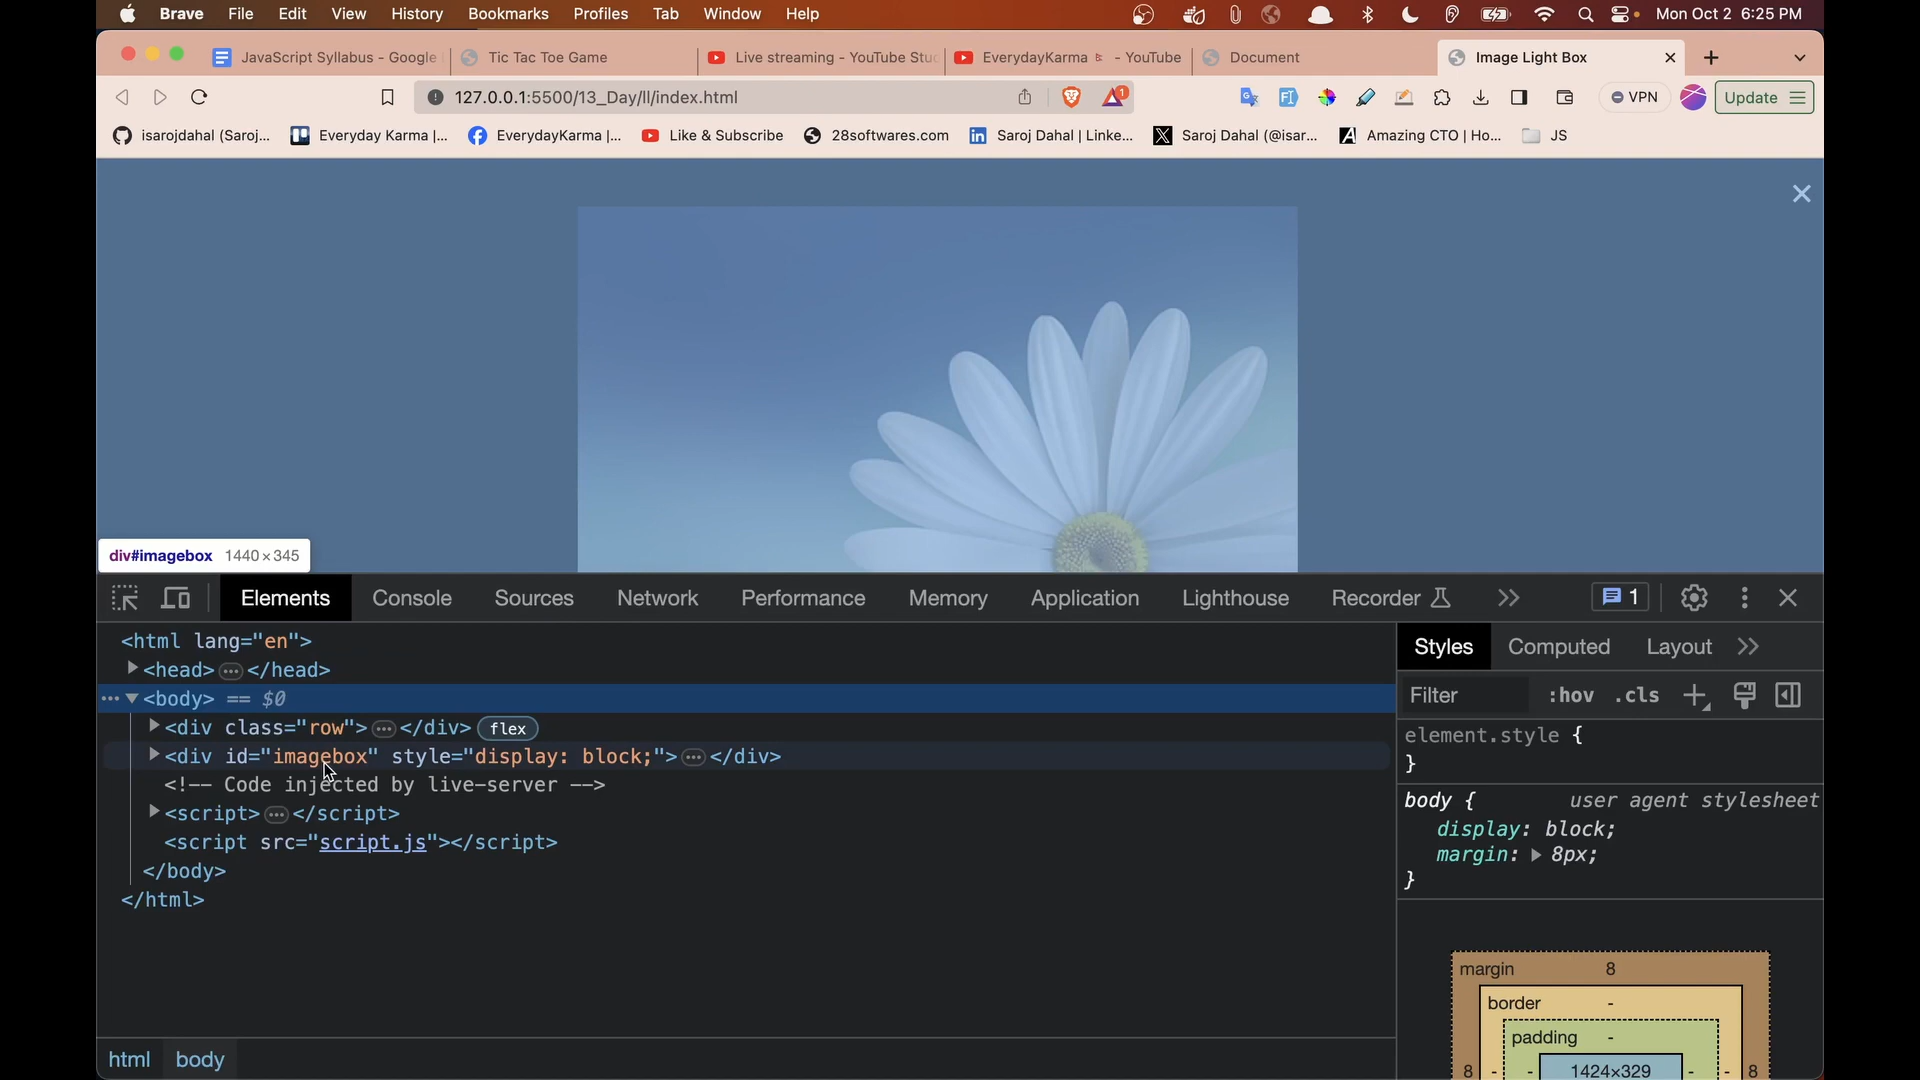 Brave File Edit View History Bookmarks Profiles Tab Window Help Mon Oct 2 6:25 PM
JavaScript Syllabus - Google Tic Tac Toe Game Live streaming - YouTube Stud EverydayKarma - YouTube Document Image Light Box
127.0.0.1:5500/13_Day/ll/index.html 1 VPN Update
isarojdahal (Saroj... Everyday Karma |... EverydayKarma |... Like & Subscribe 28softwares.com Saroj Dahal | Linke... Saroj Dahal (@isar... Amazing CTO | Ho... JS
div#imagebox 1440×345
Elements Console Sources Network Performance Memory Application Lighthouse Recorder 1
<html lang="en">
<head> … </head>
<body> == $0
<div class="row"> … </div> flex
<div id="imagebox" style="display: block;"> … </div>
<!-- Code injected by live-server -->
<script> … </script>
<script src="script.js"></script>
</body>
</html>
html body
Styles Computed Layout
Filter :hov .cls
element.style {
}
body { user agent stylesheet
display: block;
margin: 8px;
}
margin 8
border -
padding -
8 - - 1424×329 - - 8